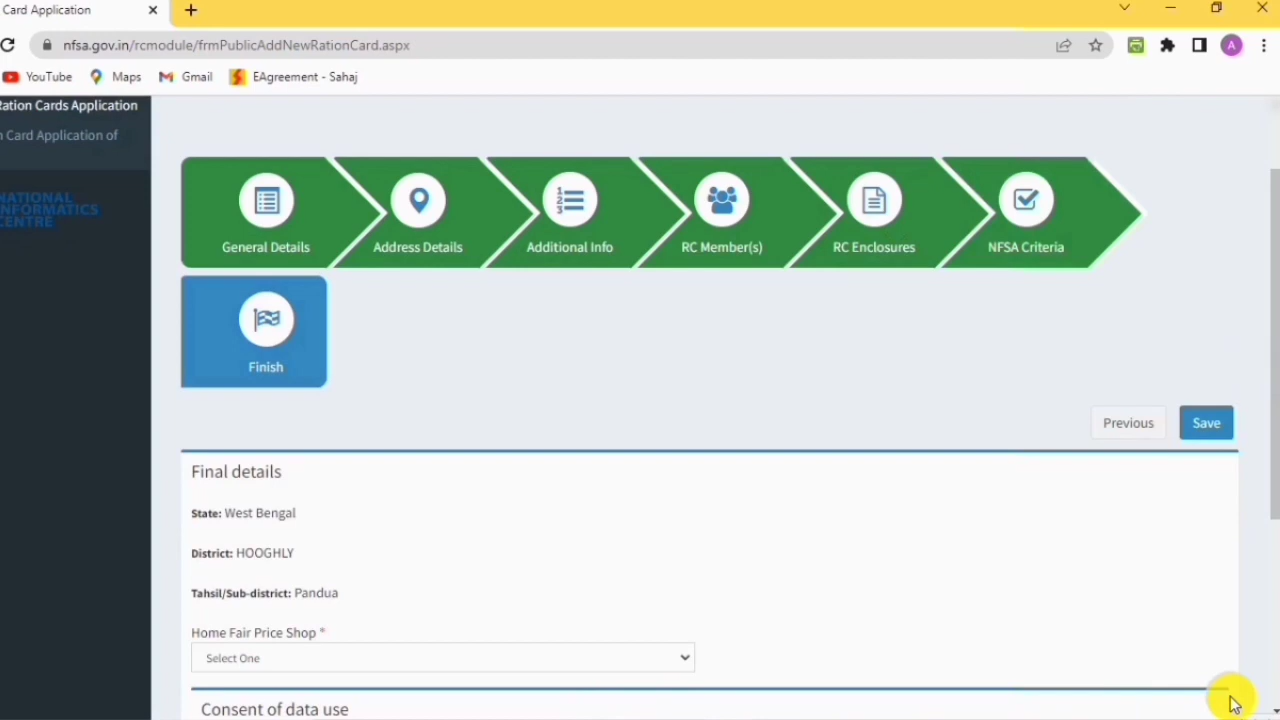 Card Application
nfsa.gov.in/rcmodule/frmPublicAddNewRationCard.aspx
A
YouTube Maps Gmail EAgreement - Sahaj
ation Cards Application
Card Application of
NATIONAL
INFORMATICS
CENTRE
General Details Address Details Additional Info RC Member(s) RC Enclosures NFSA Criteria
Finish
Previous Save
Final details
State: West Bengal
District: HOOGHLY
Tahsil/Sub-district: Pandua
Home Fair Price Shop *
Select One
Consent of data use